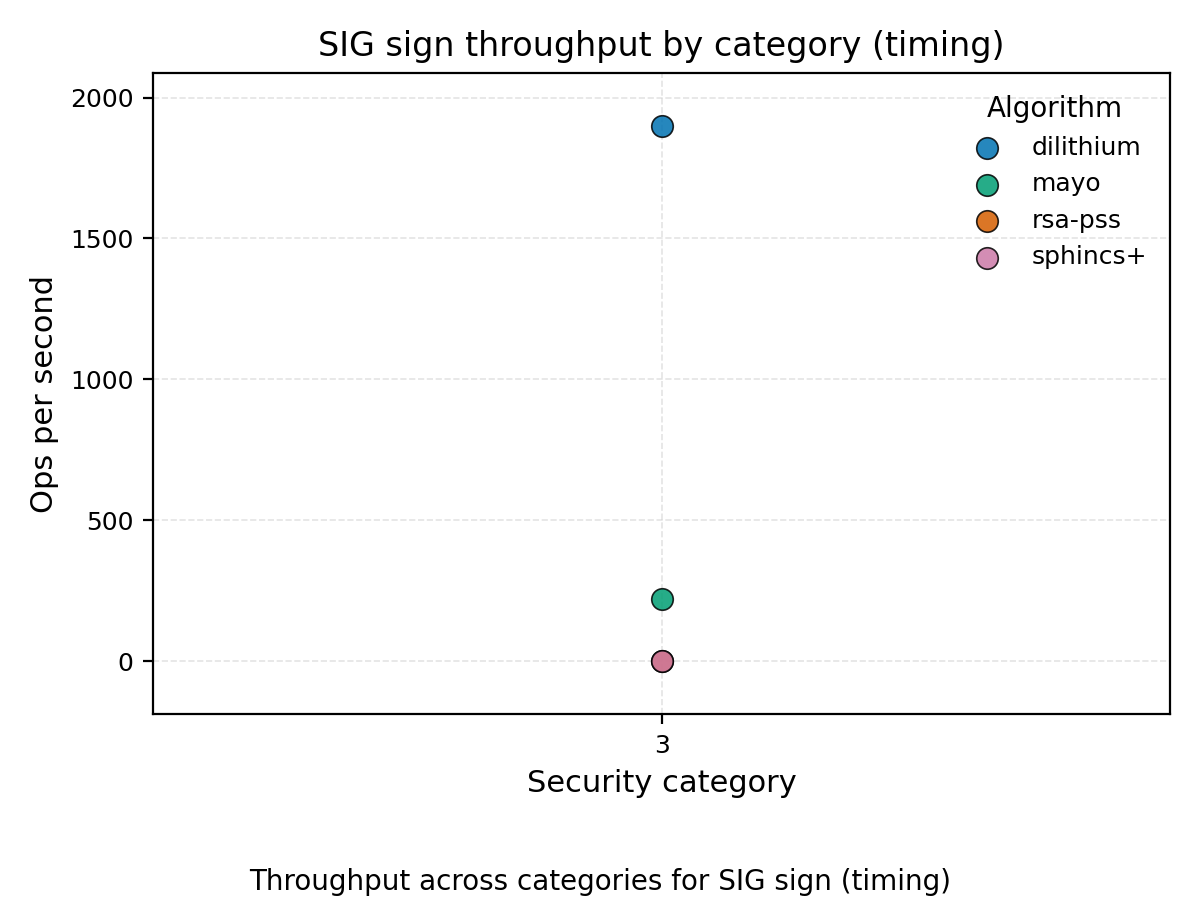 SIG sign throughput by category (timing)
2000
1500
1000
500
0
Ops per second
Algorithm
dilithium
mayo
rsa-pss
sphincs+
3
Security category
Throughput across categories for SIG sign (timing)